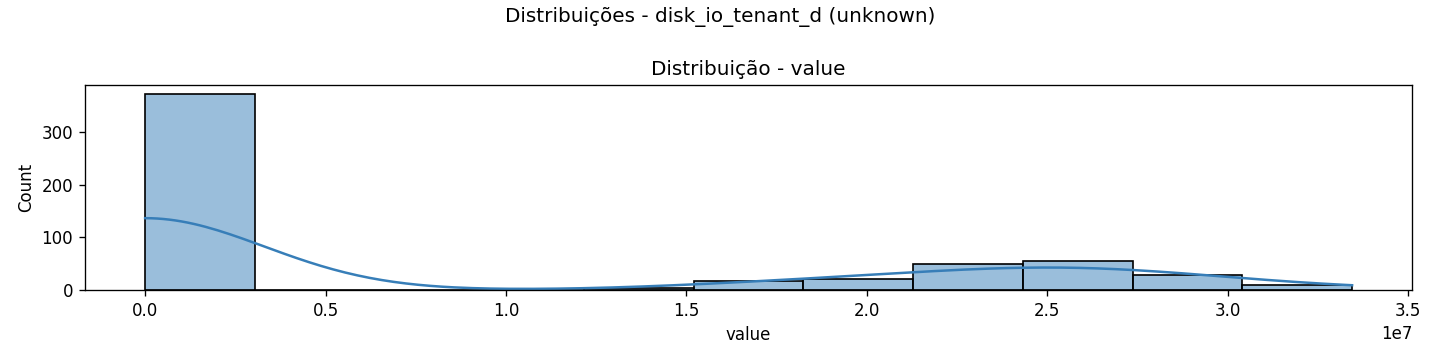 Distribuições - disk_io_tenant_d (unknown)
Distribuição - value
300
200
100
0
Count
0.0 0.5 1.0 1.5 2.0 2.5 3.0 3.5
1e7
value